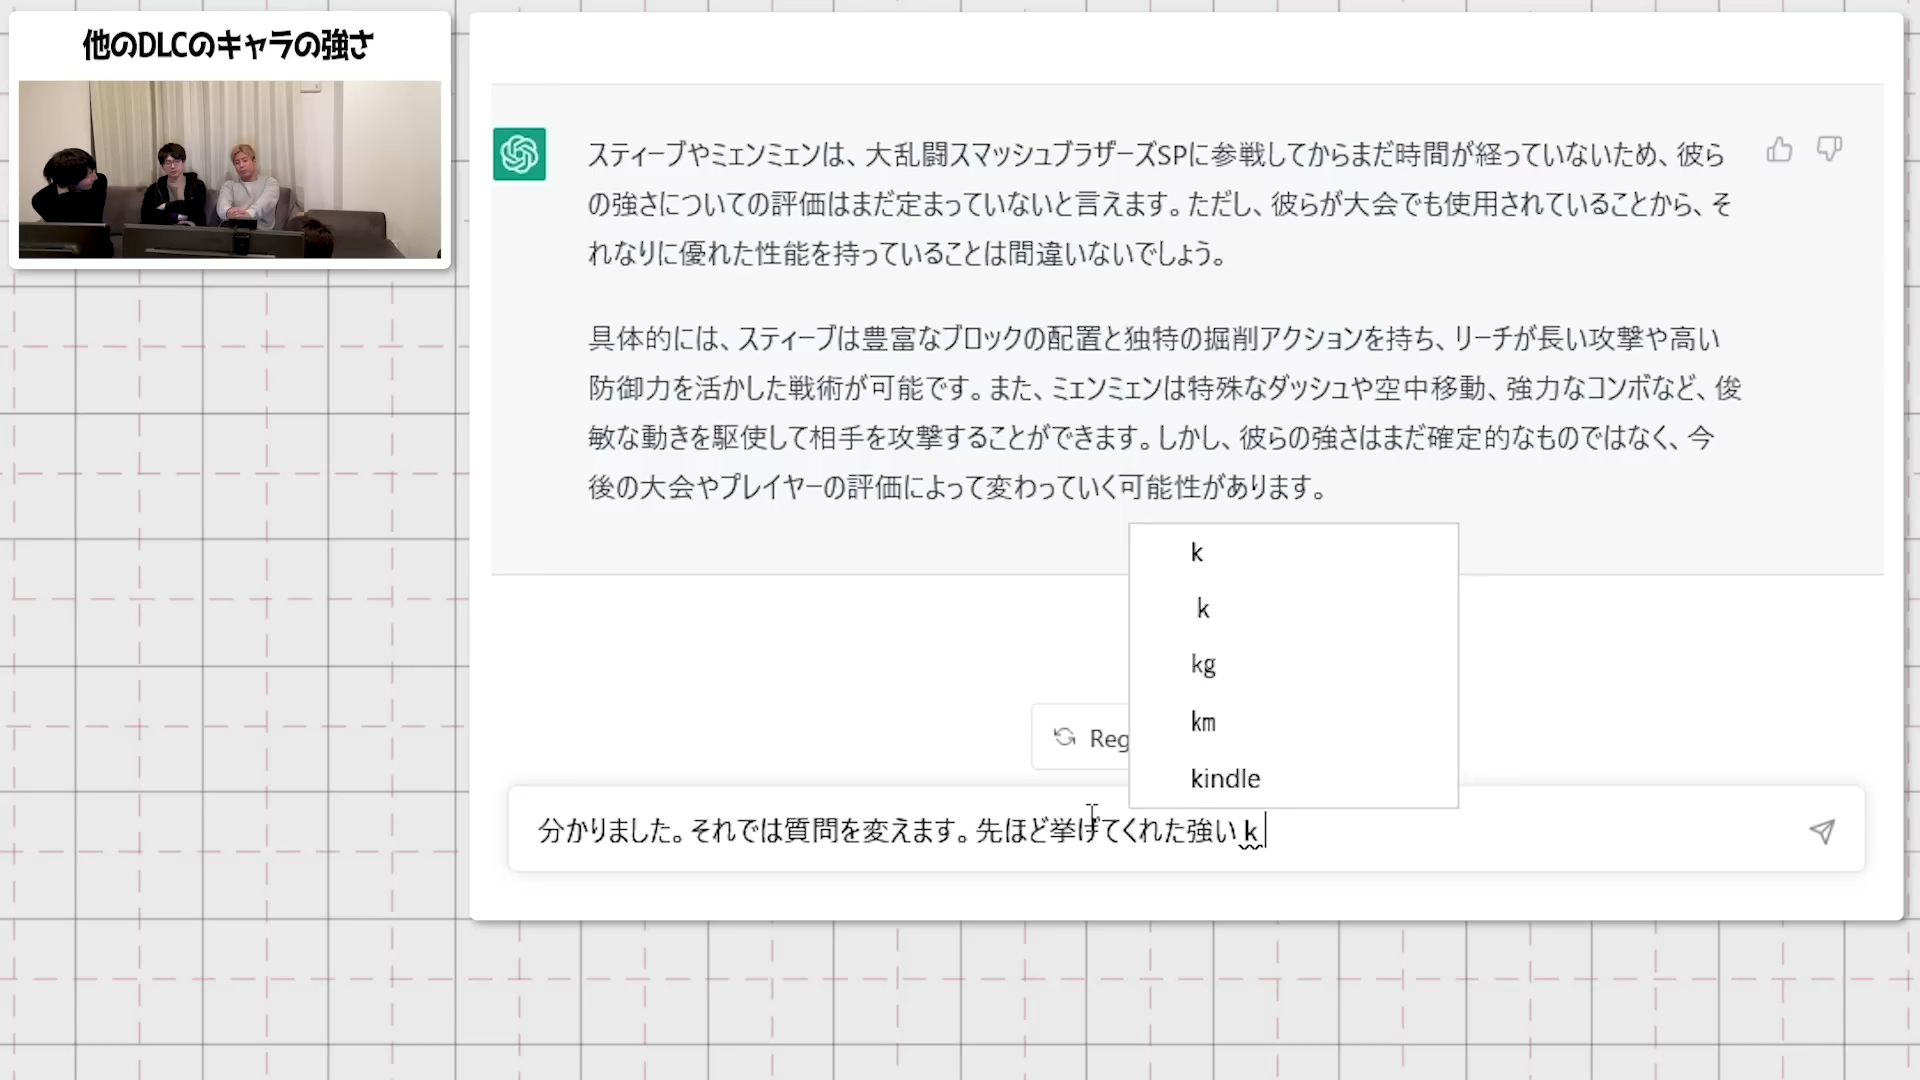 他のDLCのキャラの強さ
スティーブやミェンミェンは、大乱闘スマッシュブラザーズSPに参戦してからまだ時間が経っていないため、彼ら
の強さについての評価はまだ定まっていないと言えます。ただし、彼らが大会でも使用されていることから、そ
れなりに優れた性能を持っていることは間違いないでしょう。
具体的には、スティーブは豊富なブロックの配置と独特の掘削アクションを持ち、リーチが長い攻撃や高い
防御力を活かした戦術が可能です。また、ミェンミェンは特殊なダッシュや空中移動、強力なコンボなど、俊
敏な動きを駆使して相手を攻撃することができます。しかし、彼らの強さはまだ確定的なものではなく、今
後の大会やプレイヤーの評価によって変わっていく可能性があります。
k
ｋ
kg
km
kindle
Reg
分かりました。それでは質問を変えます。先ほど挙げてくれた強いｋ